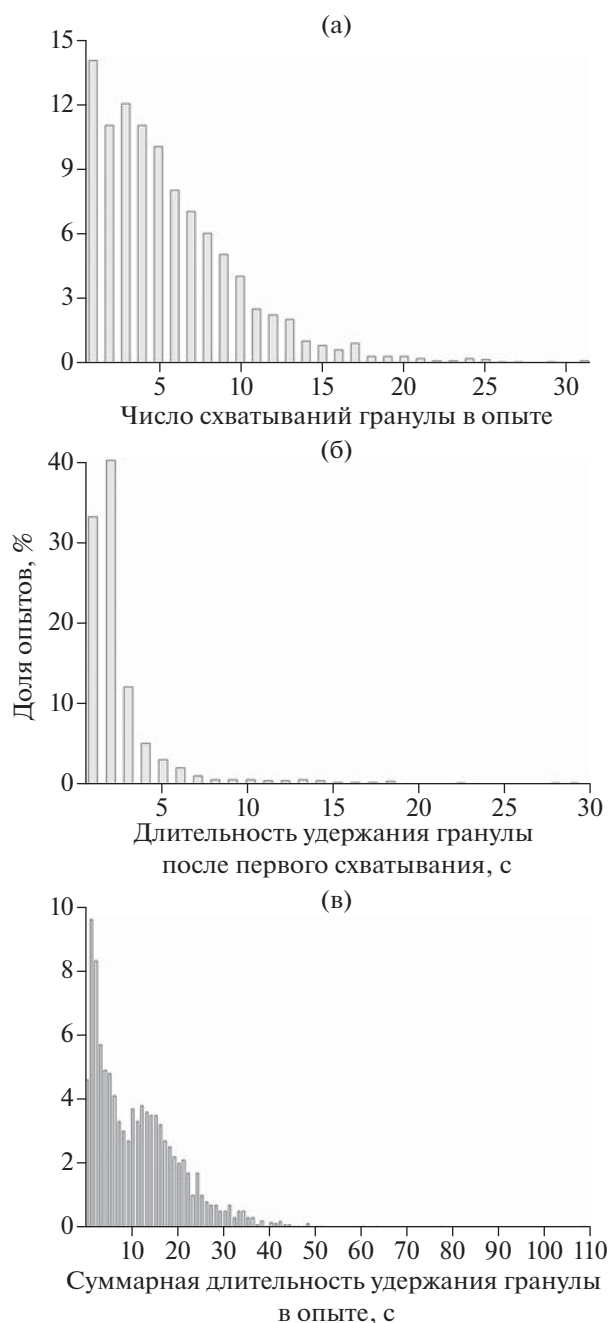 (а)
15
12
9
6
3
0
5 10 15 20 25 30
Число схватываний гранулы в опыте
(б)
Доля опытов, %
40
30
20
10
0
5 10 15 20 25 30
Длительность удержания гранулы
после первого схватывания, с
(в)
10
8
6
4
2
0
10 20 30 40 50 60 70 80 90 100 110
Суммарная длительность удержания гранулы
в опыте, с